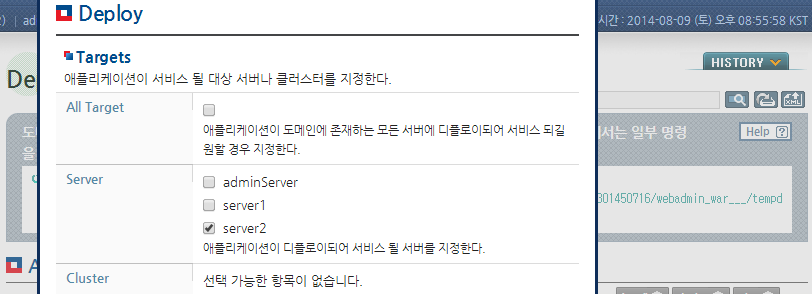 Deploy
시간 : 2014-08-09 (토) 오후 08:55:58 KST
Targets
애플리케이션이 서비스 될 대상 서버나 클러스터를 지정한다.
HISTORY
De
All Target
애플리케이션이 도메인에 존재하는 모든 서버에 디플로이되어 서비스 되길
원할 경우 지정한다.
서는 일부 명령
Help
을
Server
adminServer
server1
301450716/webadmin_war___/tempd
server2
애플리케이션이 디플로이되어 서비스 될 서버를 지정한다.
A
Cluster
선택 가능한 항목이 없습니다.